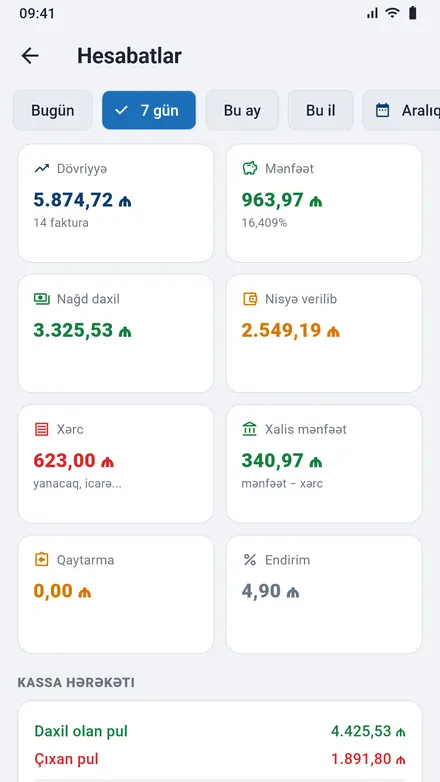 09:41
Hesabatlar
Bugün
7 gün
Bu ay
Bu il
Aralıq
Dövriyyə
5.874,72 ₼
14 faktura
Mənfəət
963,97 ₼
16,409%
Nağd daxil
3.325,53 ₼
Nisyə verilib
2.549,19 ₼
Xərc
623,00 ₼
yanacaq, icarə...
Xalis mənfəət
340,97 ₼
mənfəət − xərc
Qaytarma
0,00 ₼
Endirim
4,90 ₼
KASSA HƏRƏKƏTİ
Daxil olan pul
4.425,53 ₼
Çıxan pul
1.891,80 ₼